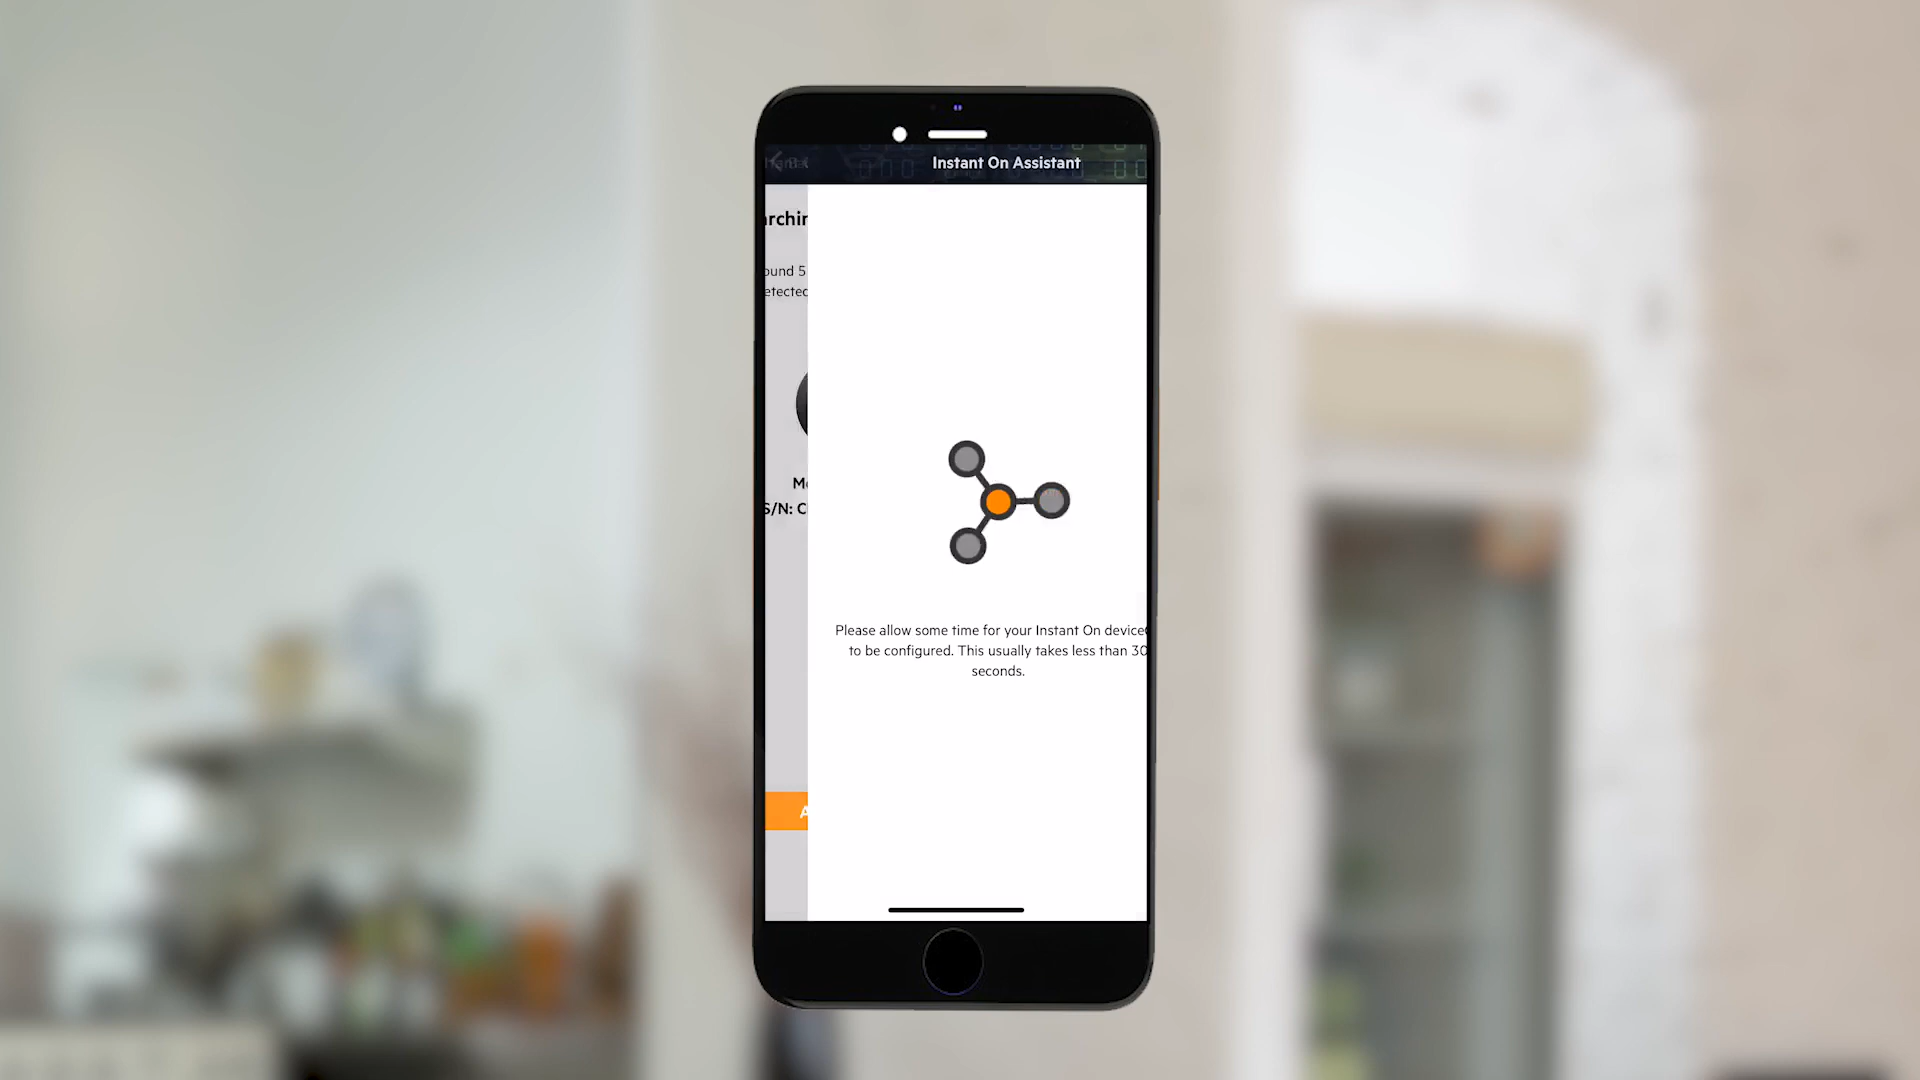 Instant On Assistant
ound 5
etected
S/N: C
Please allow some time for your Instant On device
to be configured. This usually takes less than 30
seconds.